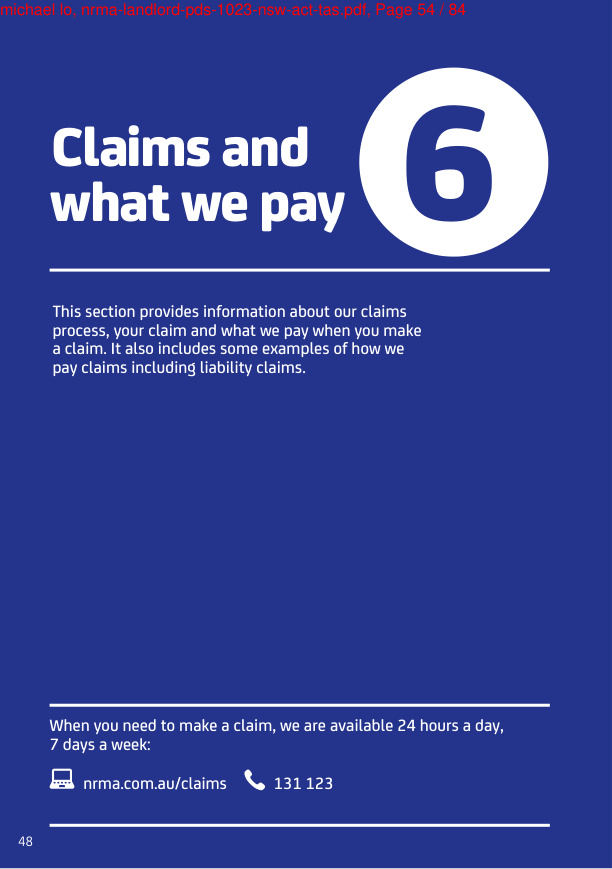 michael lo, nrma-landlord-pds-1023-nsw-act-tas.pdf, Page 54 / 84
Claims and
what we pay
6
This section provides information about our claims
process, your claim and what we pay when you make
a claim. It also includes some examples of how we
pay claims including liability claims.
When you need to make a claim, we are available 24 hours a day,
7 days a week:
nrma.com.au/claims 131 123
48